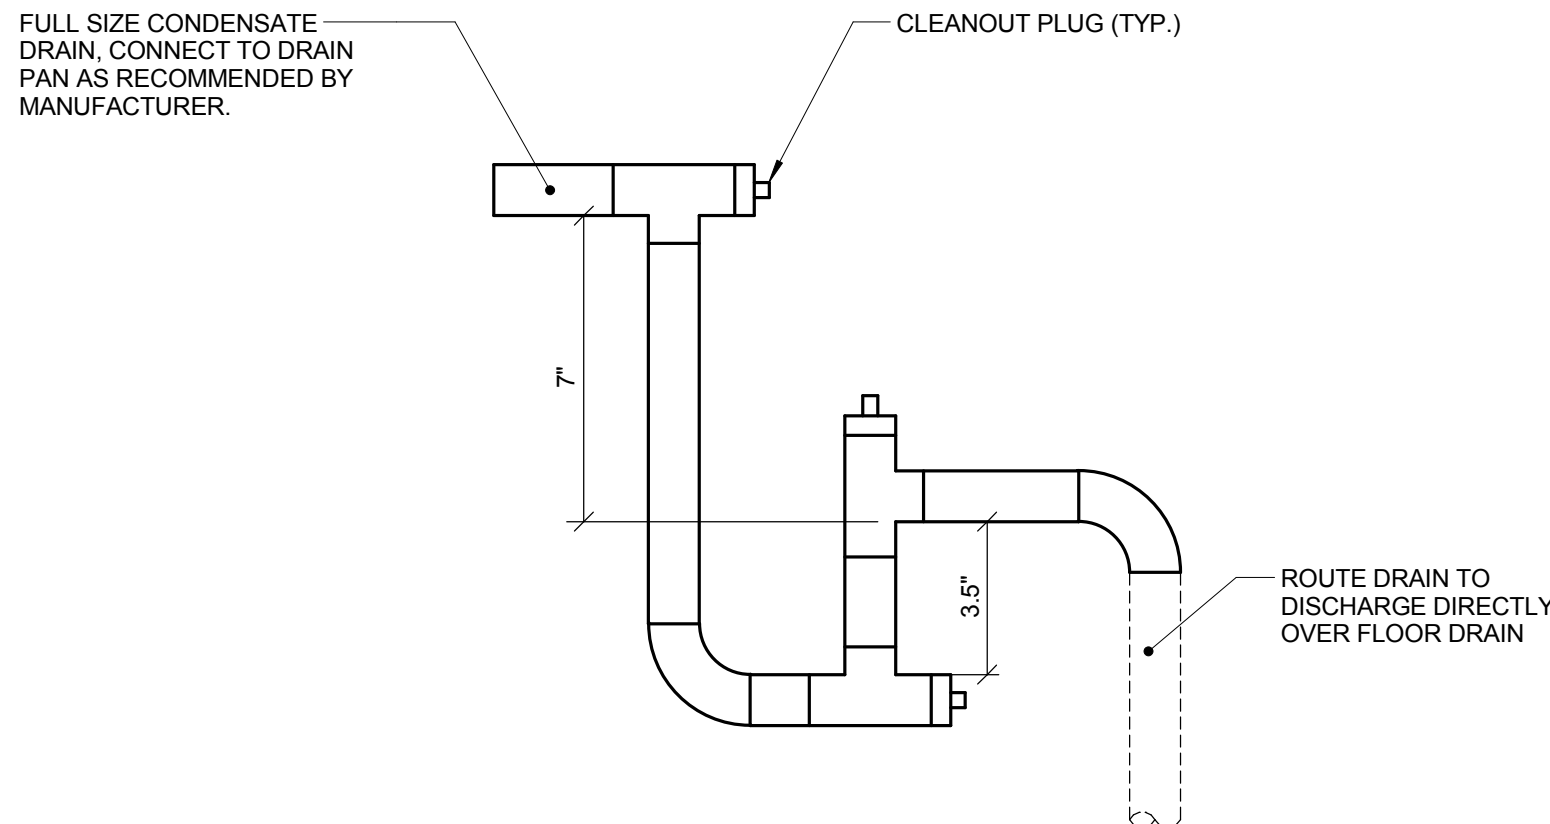 FULL SIZE CONDENSATE
DRAIN, CONNECT TO DRAIN
PAN AS RECOMMENDED BY
MANUFACTURER.
CLEANOUT PLUG (TYP.)
7"
3.5"
ROUTE DRAIN TO
DISCHARGE DIRECTLY
OVER FLOOR DRAIN